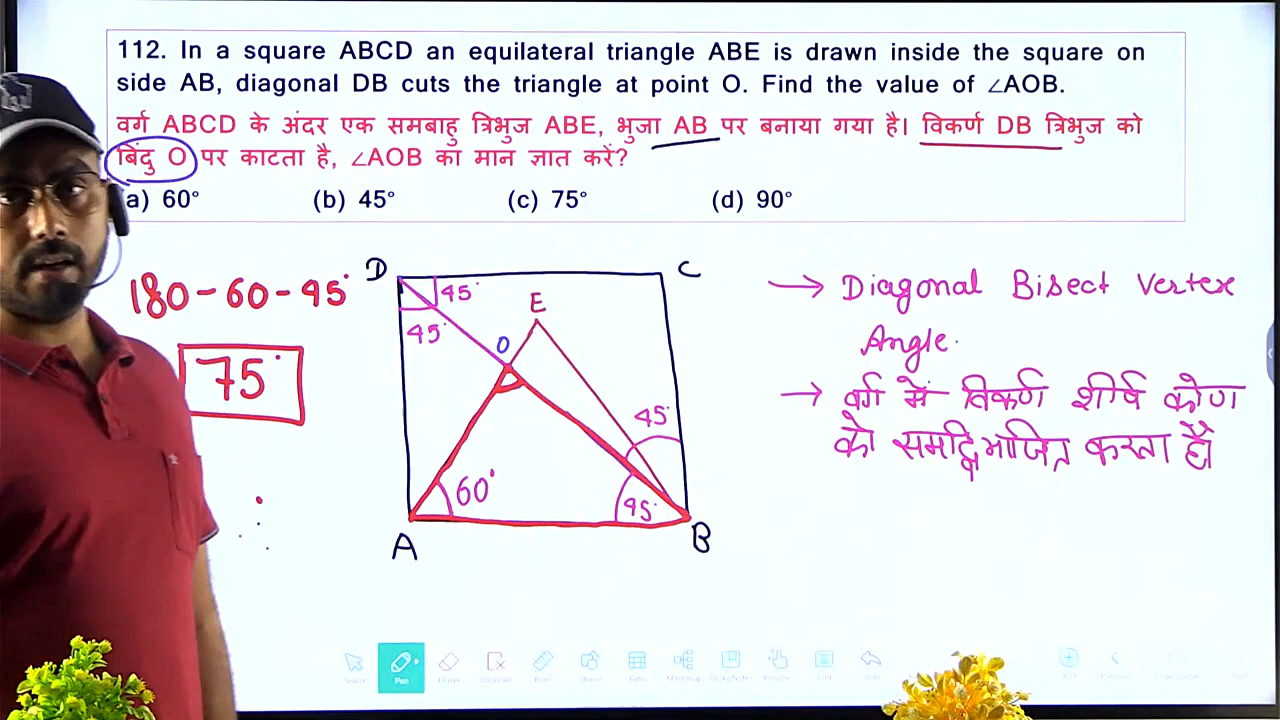 112. In a square ABCD an equilateral triangle ABE is drawn inside the square on
side AB, diagonal DB cuts the triangle at point O. Find the value of ∠AOB.
वर्ग ABCD के अंदर एक समबाहु त्रिभुज ABE, भुजा AB पर बनाया गया है। विकर्ण DB त्रिभुज को
बिंदु O पर काटता है, ∠AOB का मान ज्ञात करें?
a) 60° (b) 45° (c) 75° (d) 90°
180-60-45°
75°
D
C
45°
45°
E
O
45°
60°
45°
A
B
→ Diagonal Bisect Vertex
Angle.
→ वर्ग में विकर्ण शीर्ष कोण
को समद्विभाजित करता है।
Pen